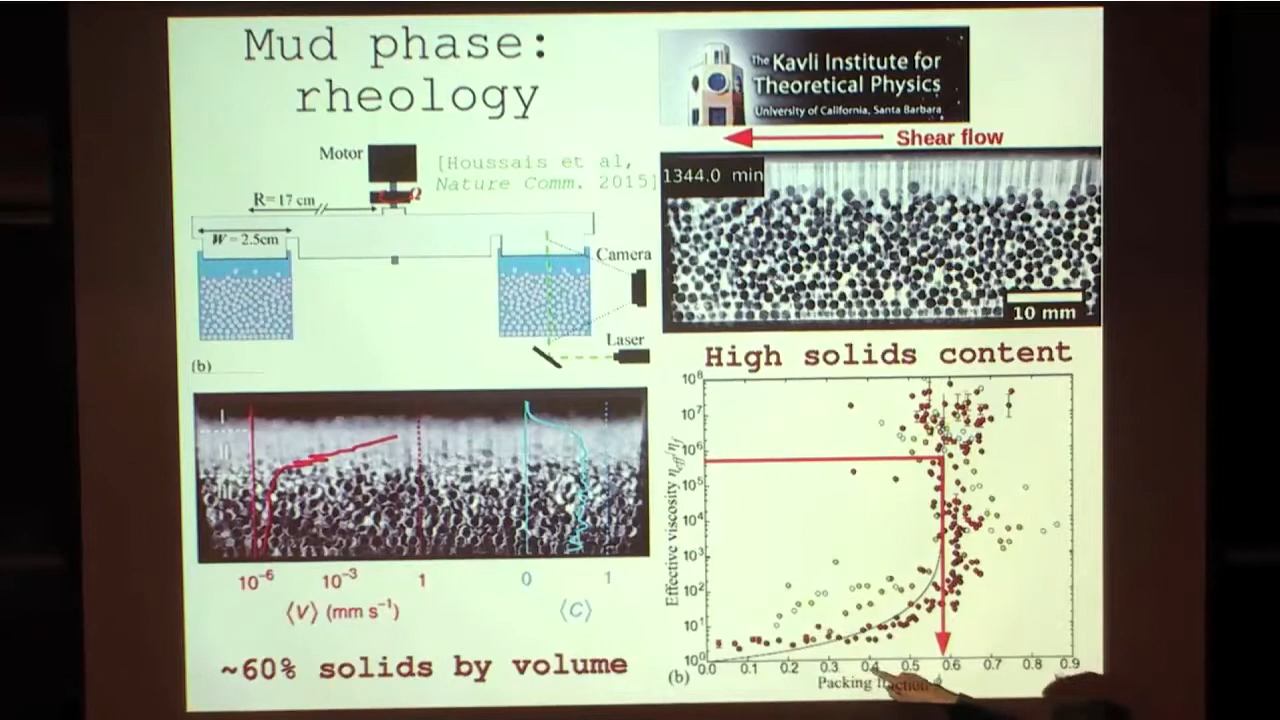 Mud phase:
rheology
The Kavli Institute for
Theoretical Physics
University of California, Santa Barbara
Shear flow
Motor
[Houssais et al,
Nature Comm. 2015]
Ω
R= 17 cm
W = 2.5cm
Camera
Laser
(b)
1344.0 min
10 mm
High solids content
I
II
III
10⁻⁶ 10⁻³ 1 0 1
⟨V⟩ (mm s⁻¹) ⟨C⟩
~60% solids by volume
Effective viscosity η_eff/η_f
10⁸
10⁷
10⁶
10⁵
10⁴
10³
10²
10¹
10⁰
0.0 0.1 0.2 0.3 0.4 0.5 0.6 0.7 0.8 0.9
(b)
Packing fraction